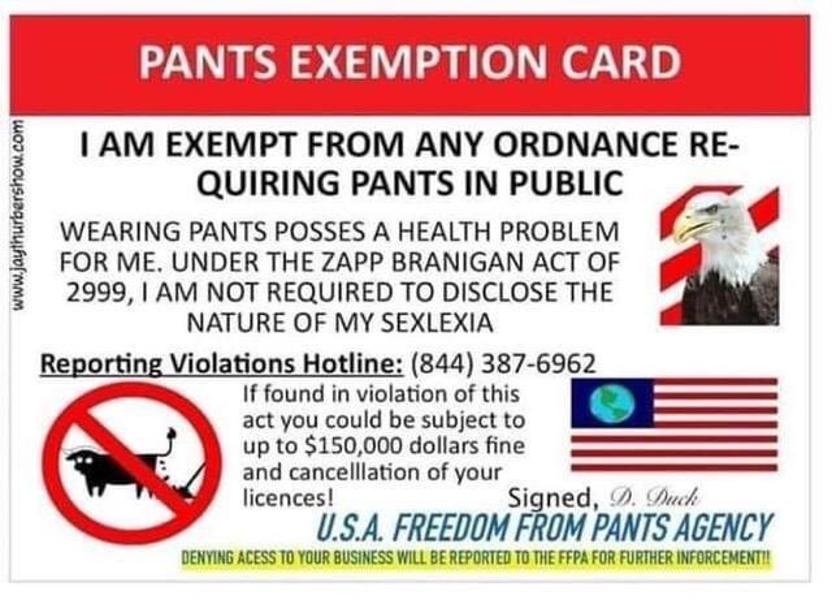 PANTS EXEMPTION CARD
www.jaythurbershow.com
I AM EXEMPT FROM ANY ORDNANCE RE-
QUIRING PANTS IN PUBLIC
WEARING PANTS POSSES A HEALTH PROBLEM
FOR ME. UNDER THE ZAPP BRANIGAN ACT OF
2999, I AM NOT REQUIRED TO DISCLOSE THE
NATURE OF MY SEXLEXIA
Reporting Violations Hotline: (844) 387-6962
If found in violation of this
act you could be subject to
up to $150,000 dollars fine
and cancelllation of your
licences!
Signed, D. Duck
U.S.A. FREEDOM FROM PANTS AGENCY
DENYING ACESS TO YOUR BUSINESS WILL BE REPORTED TO THE FFPA FOR FURTHER INFORCEMENT!!